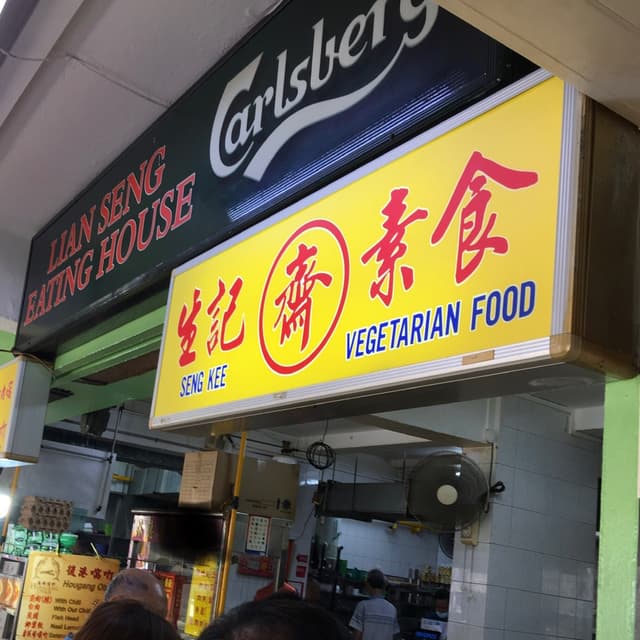 Carlsberg
LIAN SENG
EATING HOUSE
生記 齋 素食
SENG KEE VEGETARIAN FOOD
Hougang
With Chilli
With Out Chilli
Fish Head